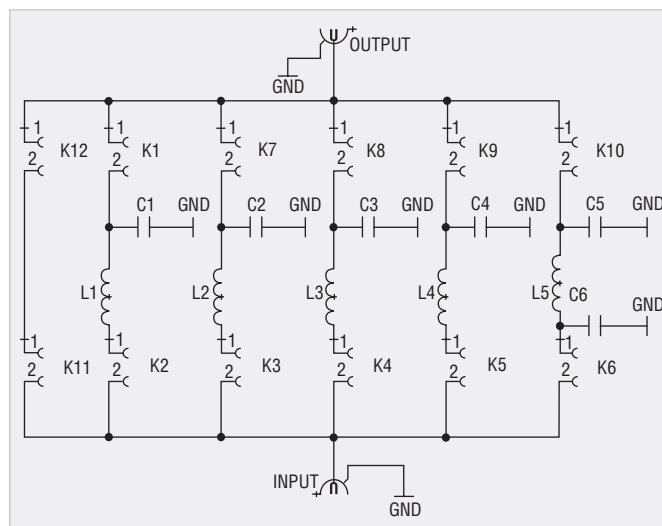 +
OUTPUT
GND
1 1 1 1 1 1
K12 K1 K7 K8 K9 K10
2 2 2 2 2 2
C1 GND C2 GND C3 GND C4 GND C5 GND
L1 L2 L3 L4 L5 C6 GND
1 1 1 1 1 1
K11 K2 K3 K4 K5 K6
2 2 2 2 2 2
INPUT
+
GND